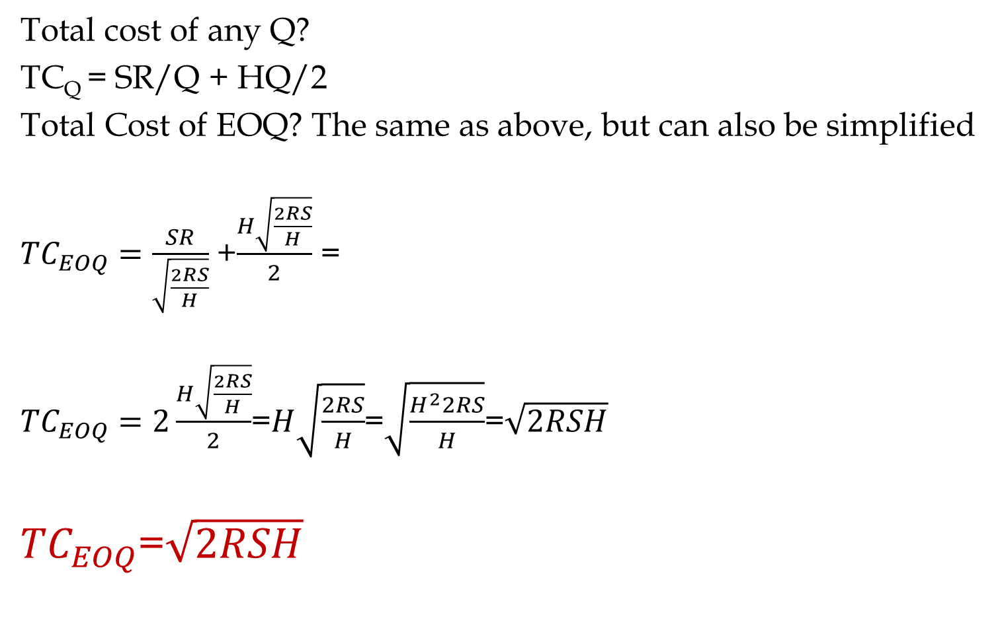 Total cost of any Q?
TC_Q = SR/Q + HQ/2
Total Cost of EOQ? The same as above, but can also be simplified
TC_{EOQ} = \frac{SR}{\sqrt{\frac{2RS}{H}}} + \frac{H\sqrt{\frac{2RS}{H}}}{2} =
TC_{EOQ} = 2\frac{H\sqrt{\frac{2RS}{H}}}{2} = H\sqrt{\frac{2RS}{H}} = \sqrt{\frac{H^2 2RS}{H}} = \sqrt{2RSH}
TC_{EOQ} = \sqrt{2RSH}